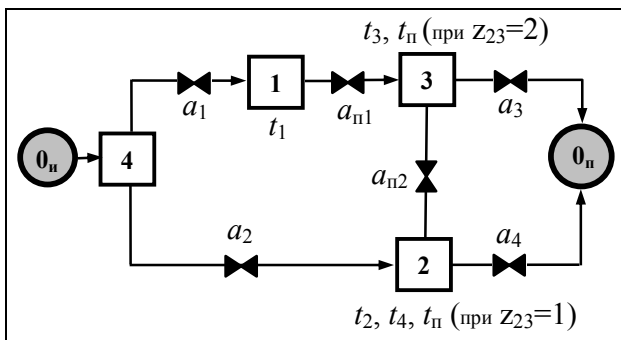 t₃, tп (при z₂₃=2)
1
3
a₁
aп1
a₃
t₁
0и
4
0п
aп2
a₂
2
a₄
t₂, t₄, tп (при z₂₃=1)